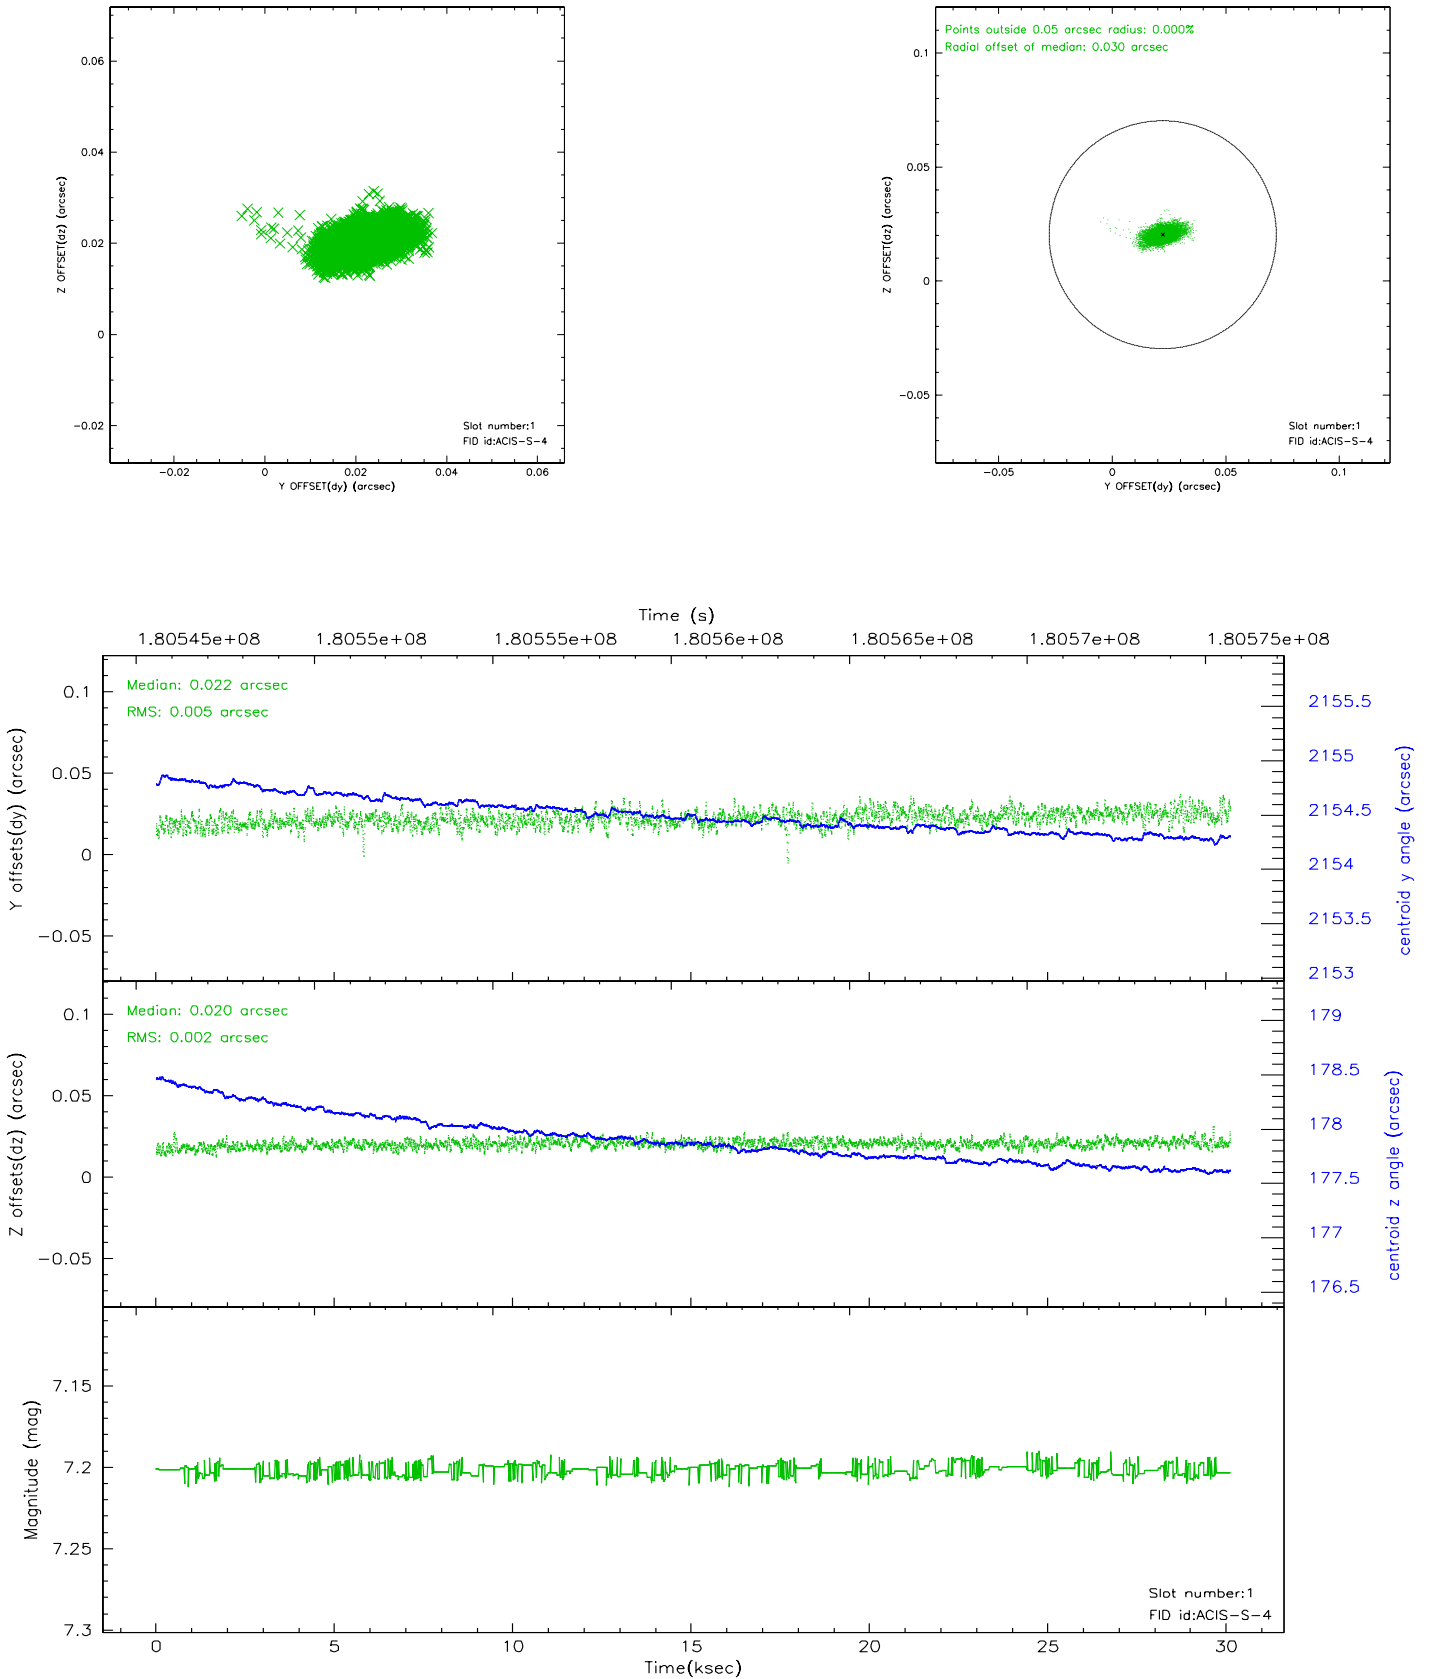 0.06
0.04
0.02
0
−0.02
Z OFFSET(dz) (arcsec)
Slot number:1
FID id:ACIS−S−4
−0.02 0 0.02 0.04 0.06
Y OFFSET(dy) (arcsec)
Points outside 0.05 arcsec radius: 0.000%
Radial offset of median: 0.030 arcsec
0.1
0.05
0
−0.05
Z OFFSET(dz) (arcsec)
Slot number:1
FID id:ACIS−S−4
−0.05 0 0.05 0.1
Y OFFSET(dy) (arcsec)
Time (s)
1.80545e+08 1.8055e+08 1.80555e+08 1.8056e+08 1.80565e+08 1.8057e+08 1.80575e+08
Median: 0.022 arcsec
RMS: 0.005 arcsec
0.1
0.05
0
−0.05
Y offsets(dy) (arcsec)
2155.5
2155
2154.5
2154
2153.5
2153
centroid y angle (arcsec)
Median: 0.020 arcsec
RMS: 0.002 arcsec
0.1
0.05
0
−0.05
Z offsets(dz) (arcsec)
179
178.5
178
177.5
177
176.5
centroid z angle (arcsec)
7.15
7.2
7.25
7.3
Magnitude (mag)
Slot number:1
FID id:ACIS−S−4
0 5 10 15 20 25 30
Time(ksec)